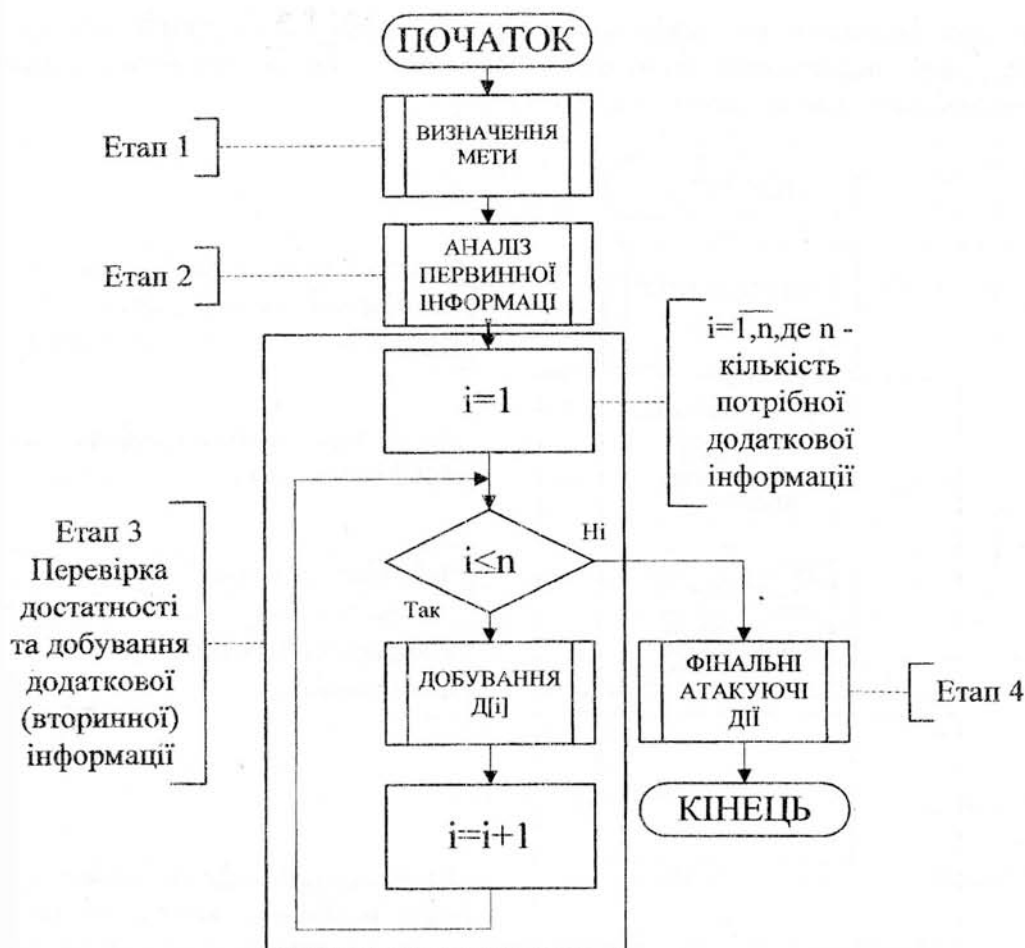 ПОЧАТОК
Етап 1
ВИЗНАЧЕННЯ
МЕТИ
Етап 2
АНАЛІЗ
ПЕРВИННОЇ
ІНФОРМАЦІ
i=1
i=1,n,де n -
кількість
потрібної
додаткової
інформації
Етап 3
Перевірка
достатності
та добування
додаткової
(вторинної)
інформації
i≤n
Ні
Так
ДОБУВАННЯ
Д[i]
i=i+1
ФІНАЛЬНІ
АТАКУЮЧІ
ДІЇ
Етап 4
КІНЕЦЬ